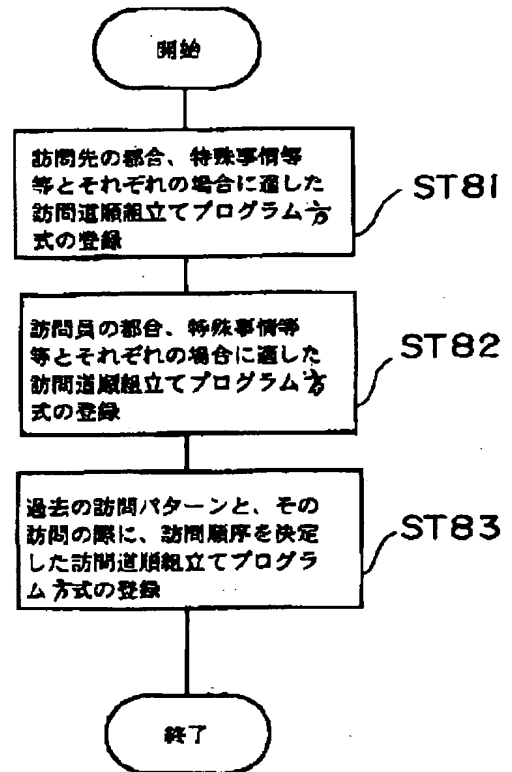 開始
訪問先の都合、特殊事情等
等とそれぞれの場合に適した
訪問道順組立てプログラム方
式の登録
ST81
訪問員の都合、特殊事情等
等とそれぞれの場合に適した
訪問道順組立てプログラム方
式の登録
ST82
過去の訪問パターンと、その
訪問の際に、訪問順序を決定
した訪問道順組立てプログラ
ム方式の登録
ST83
終了